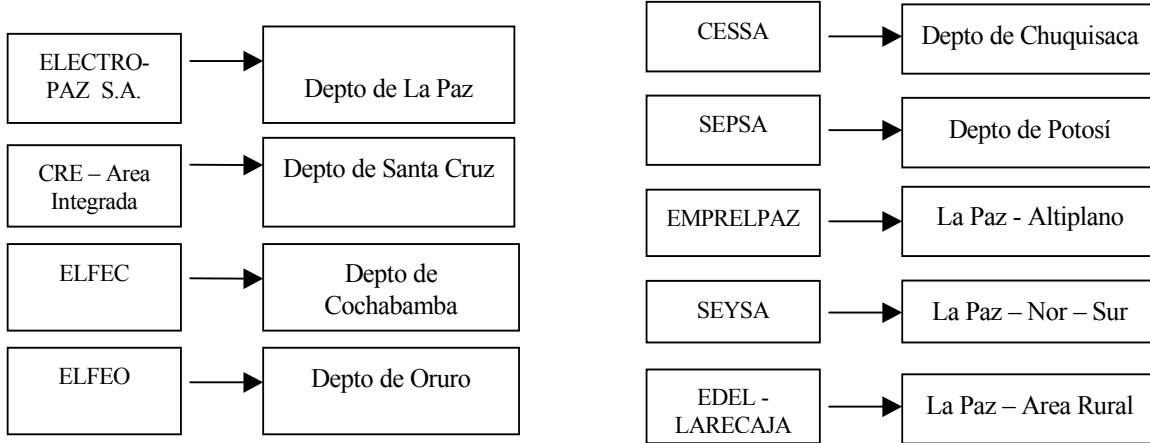 ELECTRO-
PAZ S.A.
Depto de La Paz
CRE – Area
Integrada
Depto de Santa Cruz
ELFEC
Depto de
Cochabamba
ELFEO
Depto de Oruro
CESSA
Depto de Chuquisaca
SEPSA
Depto de Potosí
EMPRELPAZ
La Paz - Altiplano
SEYSA
La Paz – Nor – Sur
EDEL -
LARECAJA
La Paz – Area Rural